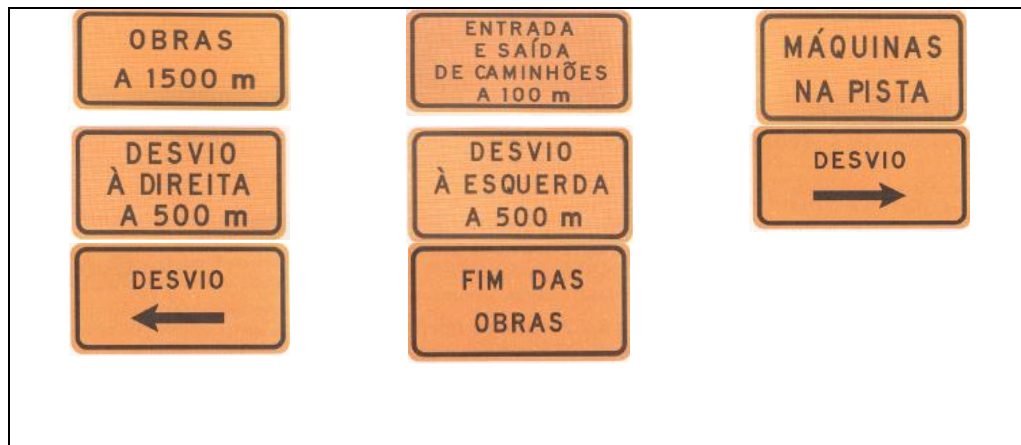 OBRAS
A 1500 m
ENTRADA
E SAÍDA
DE CAMINHÕES
A 100 m
MÁQUINAS
NA PISTA
DESVIO
À DIREITA
A 500 m
DESVIO
À ESQUERDA
A 500 m
DESVIO
DESVIO
FIM DAS
OBRAS